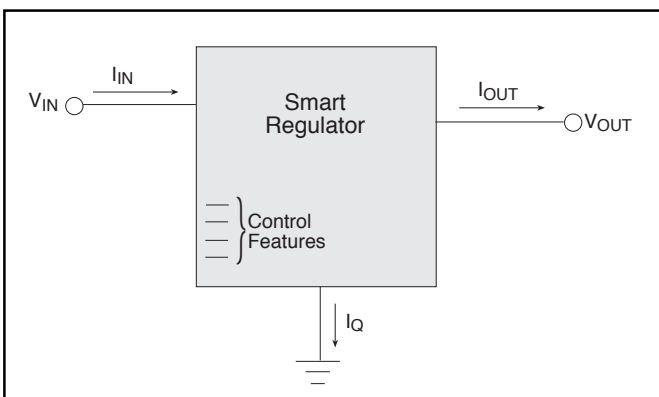 I_IN
V_IN
Smart
Regulator
I_OUT
V_OUT
Control
Features
I_Q